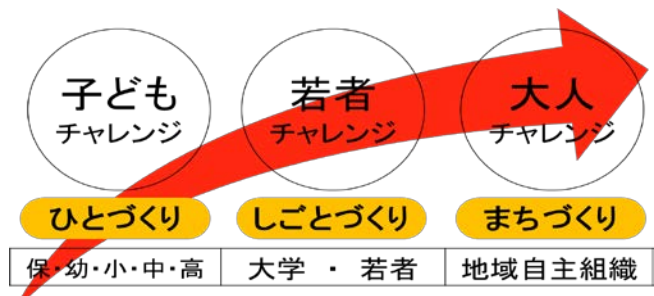 子ども
チャレンジ
若者
チャレンジ
大人
チャレンジ
ひとづくり
しごとづくり
まちづくり
保・幼・小・中・高
大学 ・ 若者
地域自主組織